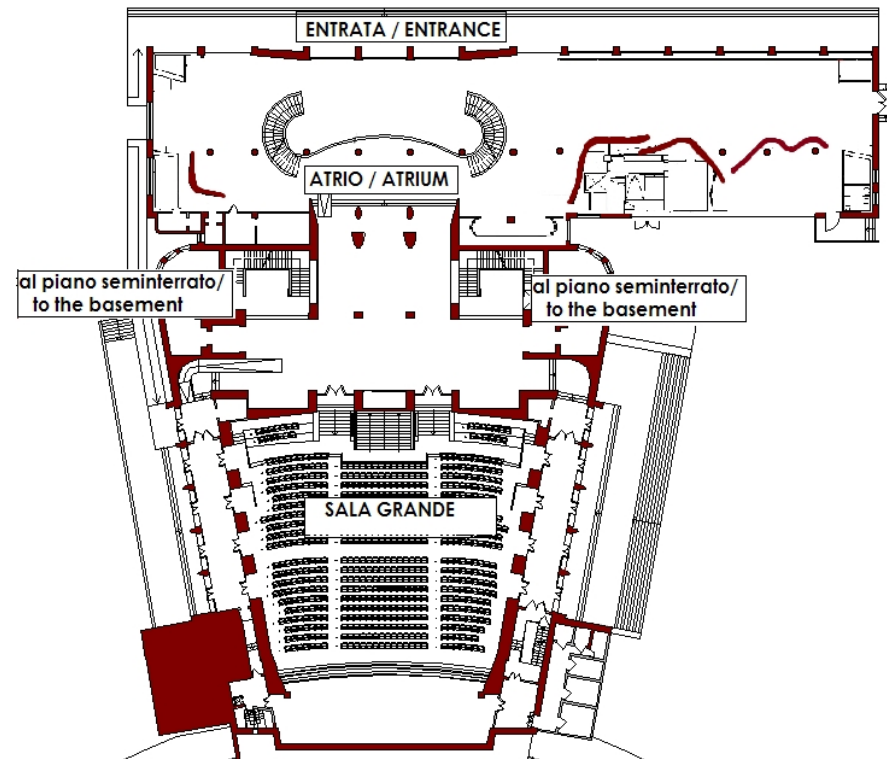 ENTRATA / ENTRANCE
ATRIO / ATRIUM
al piano seminterrato/
to the basement
al piano seminterrato/
to the basement
SALA GRANDE